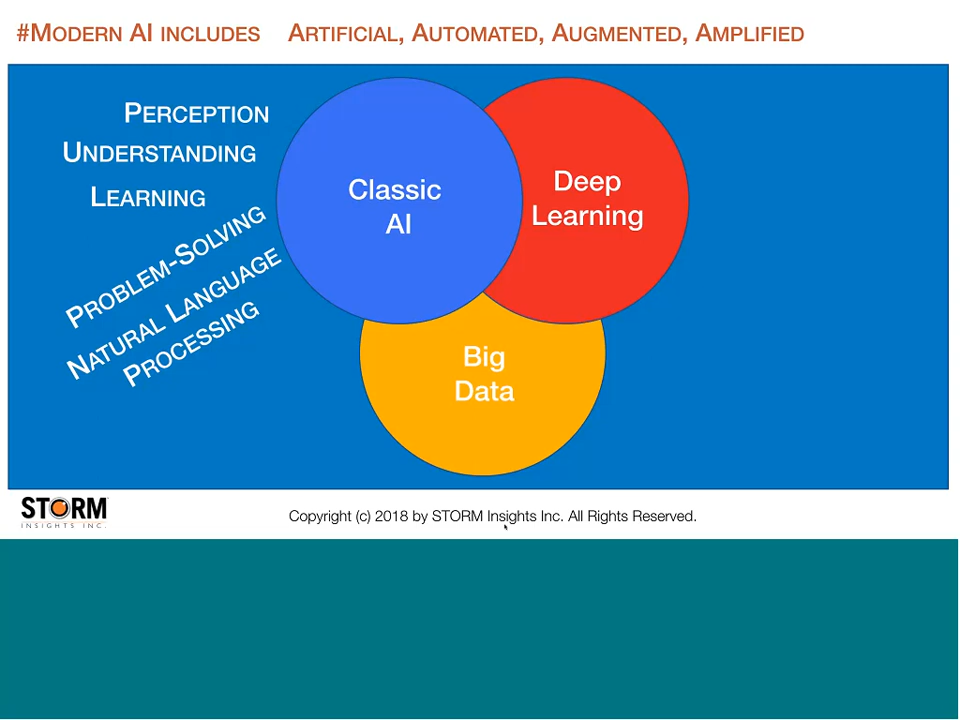 #MODERN AI INCLUDES ARTIFICIAL, AUTOMATED, AUGMENTED, AMPLIFIED
PERCEPTION
UNDERSTANDING
LEARNING
PROBLEM-SOLVING
NATURAL LANGUAGE
PROCESSING
Classic
AI
Deep
Learning
Big
Data
STORM
INSIGHTS INC.
Copyright (c) 2018 by STORM Insights Inc. All Rights Reserved.